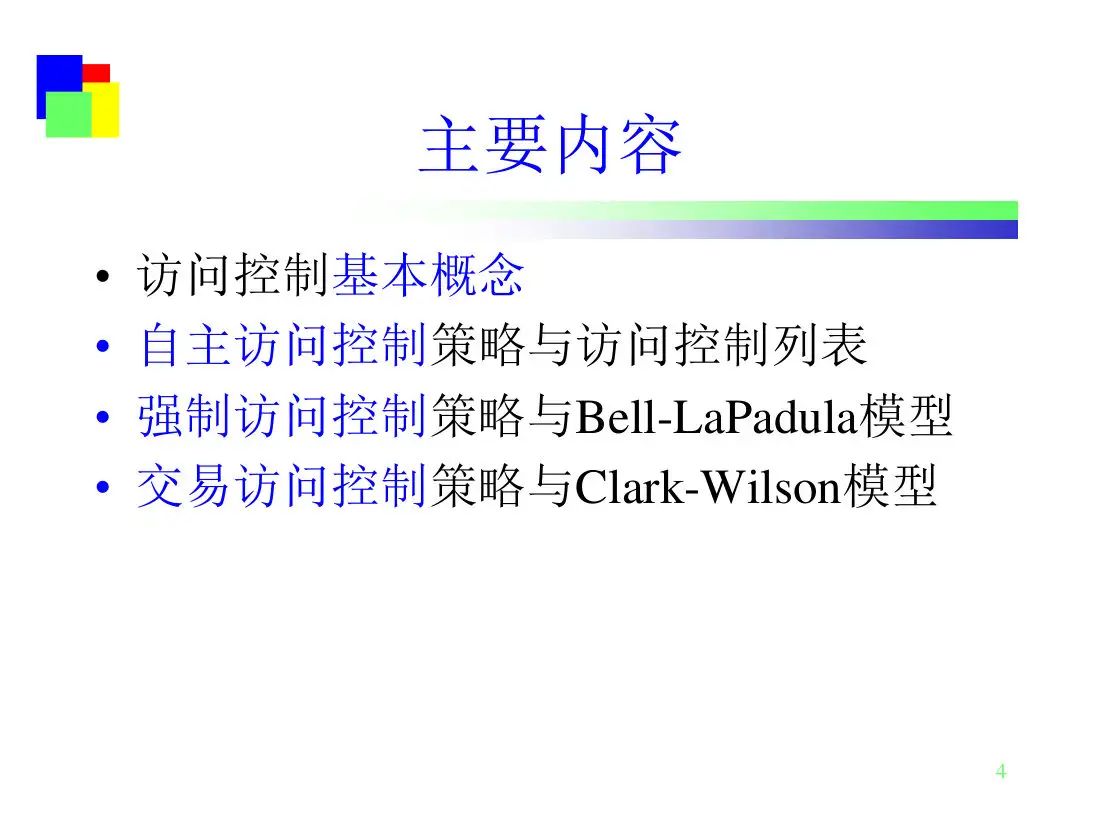 主要内容
• 访问控制基本概念
• 自主访问控制策略与访问控制列表
• 强制访问控制策略与Bell-LaPadula模型
• 交易访问控制策略与Clark-Wilson模型
4